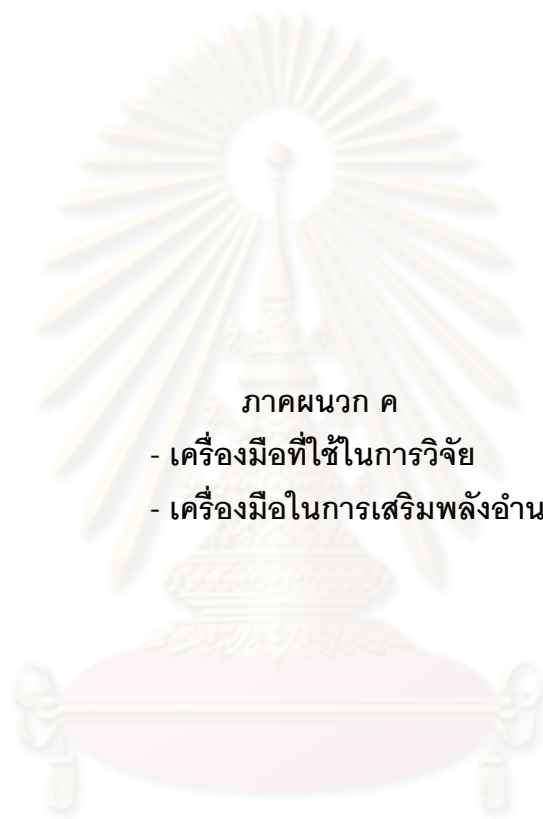 ภาคผนวก ค
- เครื่องมือที่ใช้ในการวิจัย
- เครื่องมือในการเสริมพลังอำน